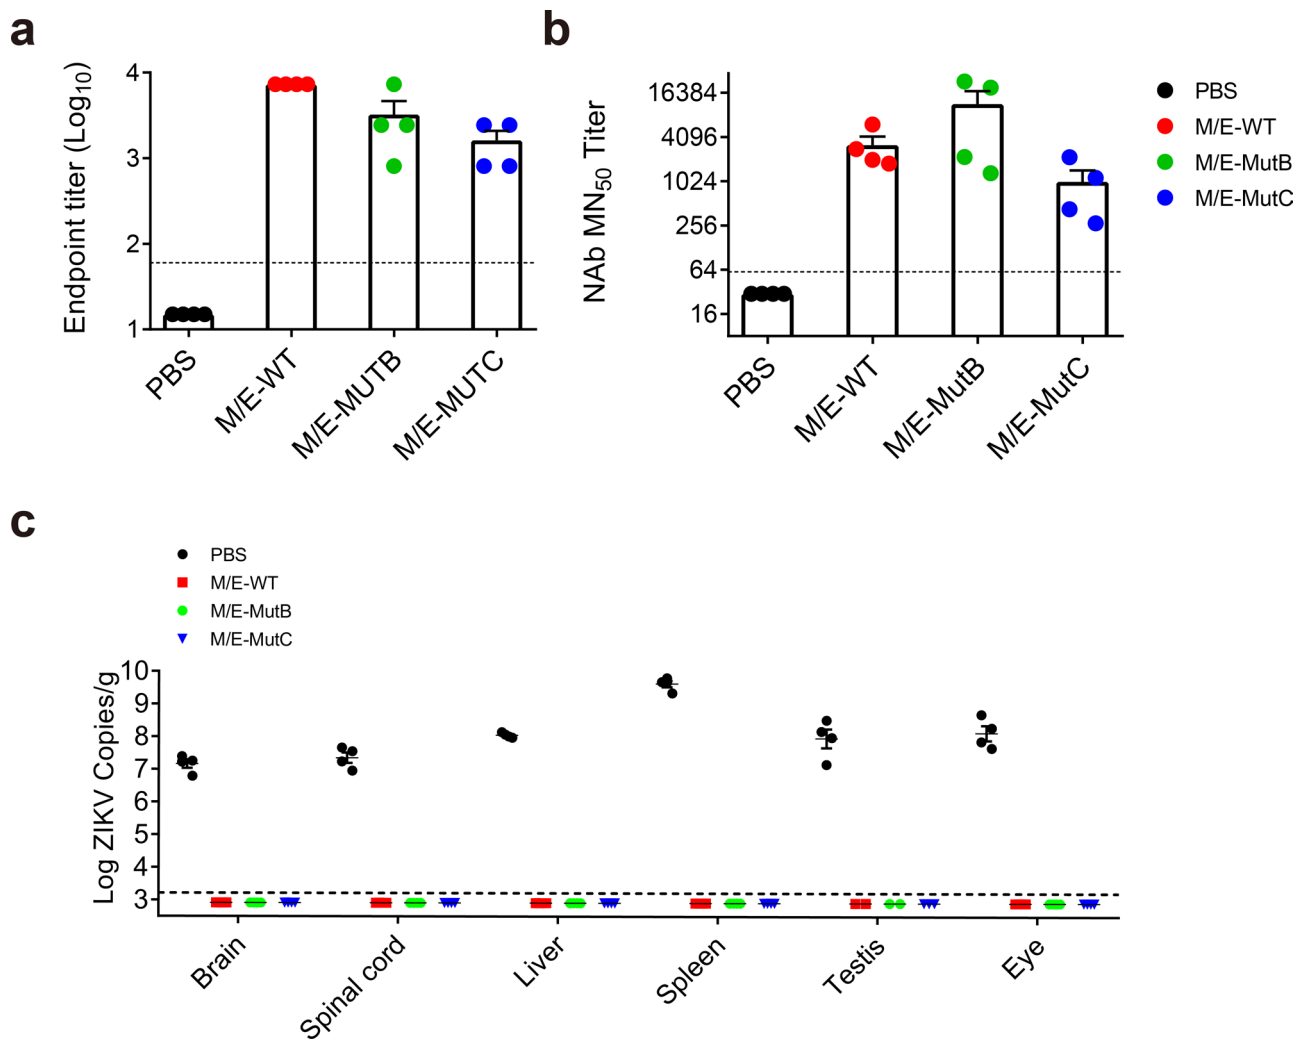 a
Endpoint titer (Log10)
4
3
2
1
PBS
M/E-WT
M/E-MUTB
M/E-MUTC
b
NAb MN50 Titer
16384
4096
1024
256
64
16
PBS
M/E-WT
M/E-MutB
M/E-MutC
PBS
M/E-WT
M/E-MutB
M/E-MutC
c
PBS
M/E-WT
M/E-MutB
M/E-MutC
Log ZIKV Copies/g
10
9
8
7
6
5
4
3
Brain
Spinal cord
Liver
Spleen
Testis
Eye